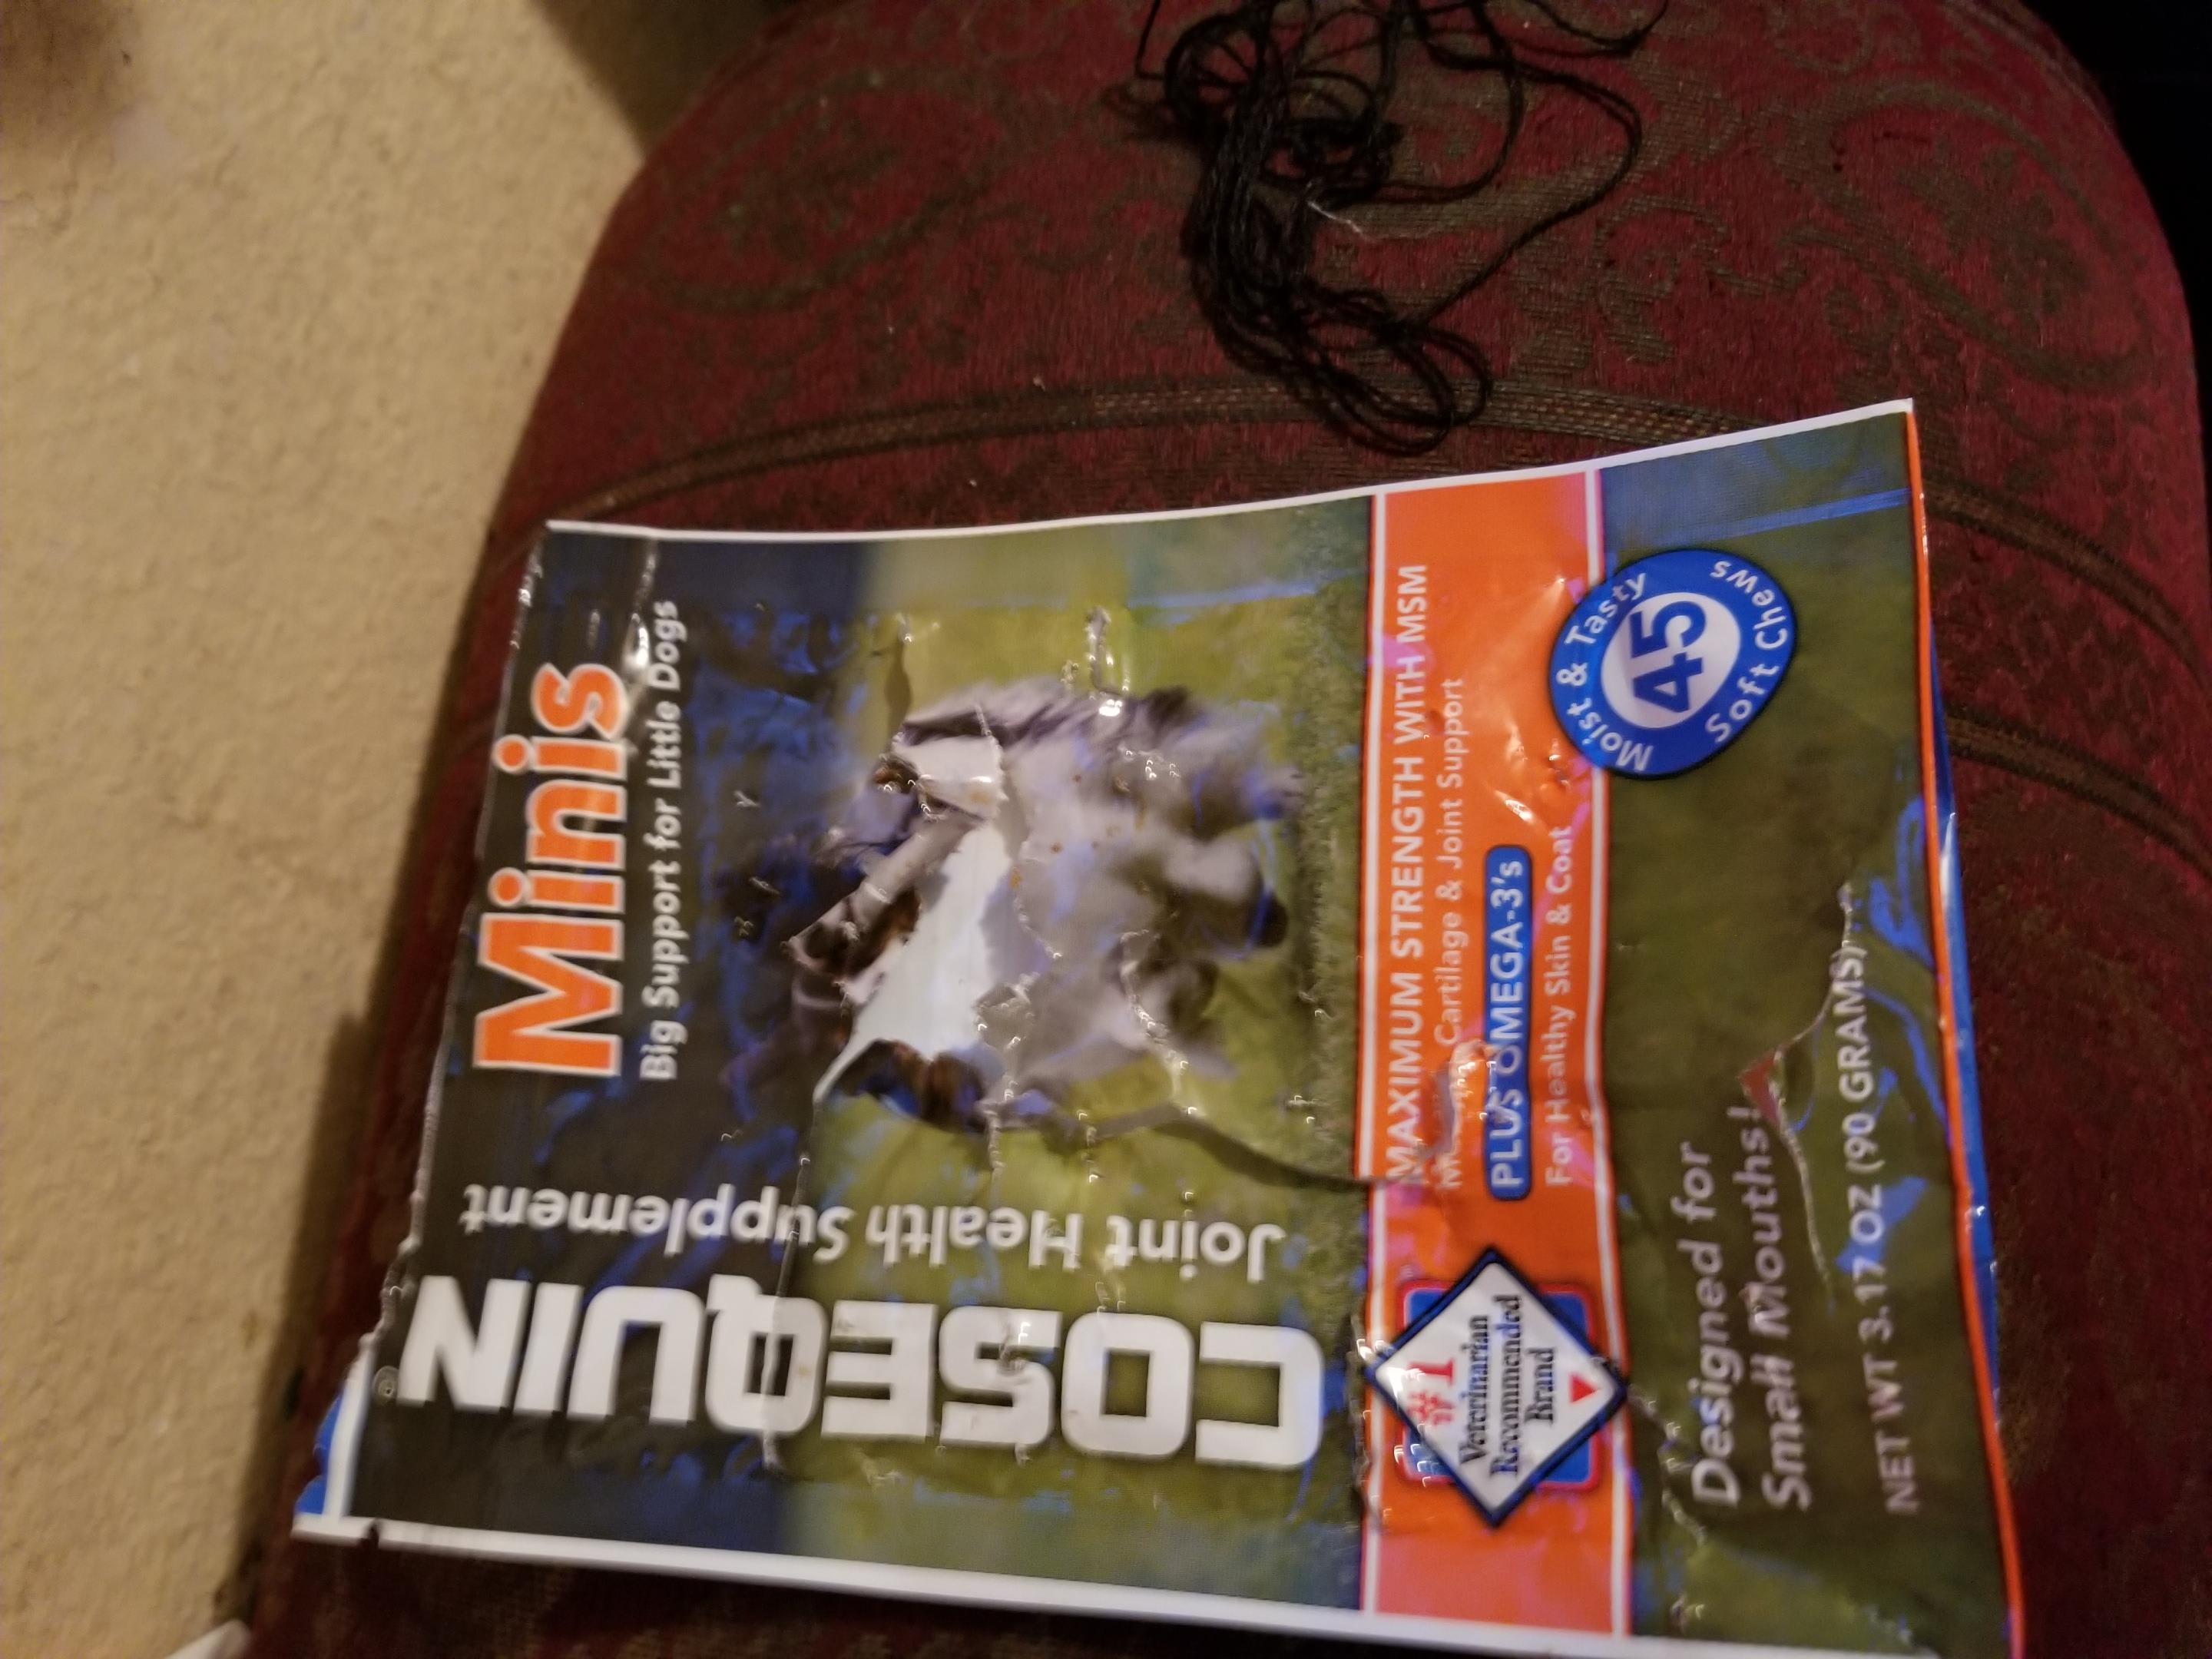 COSEQUIN®
Joint Health Supplement
Minis
Big Support for Little Dogs
#1
Veterinarian
Recommended
Brand
MAXIMUM STRENGTH WITH MSM
Cartilage & Joint Support
PLUS OMEGA-3's
For Healthy Skin & Coat
Moist & Tasty
45
Soft Chews
Designed for
Small Mouths!
NET WT 3.17 OZ (90 GRAMS)